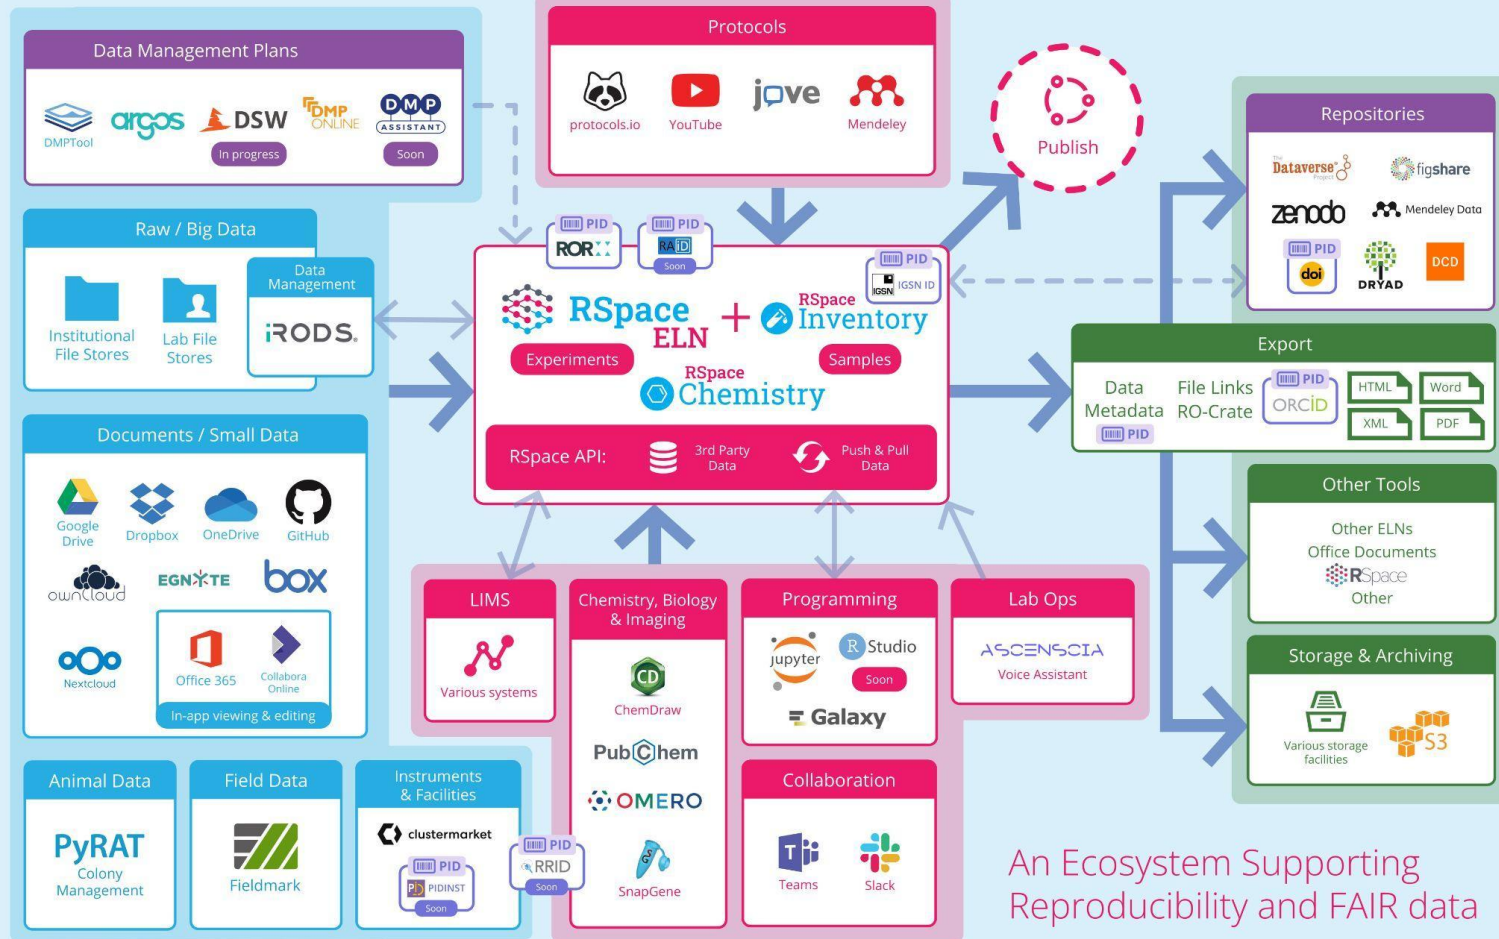 Data Management Plans
DMPTool
argos
DSW
In progress
DMP
ONLINE
DMP
ASSISTANT
Soon
Protocols
protocols.io
YouTube
jove
Mendeley
Publish
Repositories
The
Dataverse
Project
figshare
zenodo
Mendeley Data
PID
doi
DRYAD
DCD
Raw / Big Data
Institutional
File Stores
Lab File
Stores
Data
Management
iRODS
PID
ROR
PID
RAiD
Soon
PID
IGSN
IGSN ID
RSpace
ELN
Experiments
+
RSpace
Inventory
Samples
RSpace
Chemistry
RSpace API:
3rd Party
Data
Push & Pull
Data
Export
Data
Metadata
PID
File Links
RO-Crate
PID
ORCID
HTML
Word
XML
PDF
Documents / Small Data
Google
Drive
Dropbox
OneDrive
GitHub
ownCloud
EGNYTE
box
Nextcloud
Office 365
Collabora
Online
In-app viewing & editing
Other Tools
Other ELNs
Office Documents
RSpace
Other
Storage & Archiving
Various storage
facilities
S3
LIMS
Various systems
Chemistry, Biology
& Imaging
CD
ChemDraw
PubChem
OMERO
SG
SnapGene
Programming
jupyter
R Studio
Soon
Galaxy
Lab Ops
ASCENSCIA
Voice Assistant
Collaboration
T
Teams
Slack
Animal Data
PyRAT
Colony
Management
Field Data
Fieldmark
Instruments
& Facilities
clustermarket
PID
PIDINST
Soon
PID
RRID
Soon
An Ecosystem Supporting
Reproducibility and FAIR data